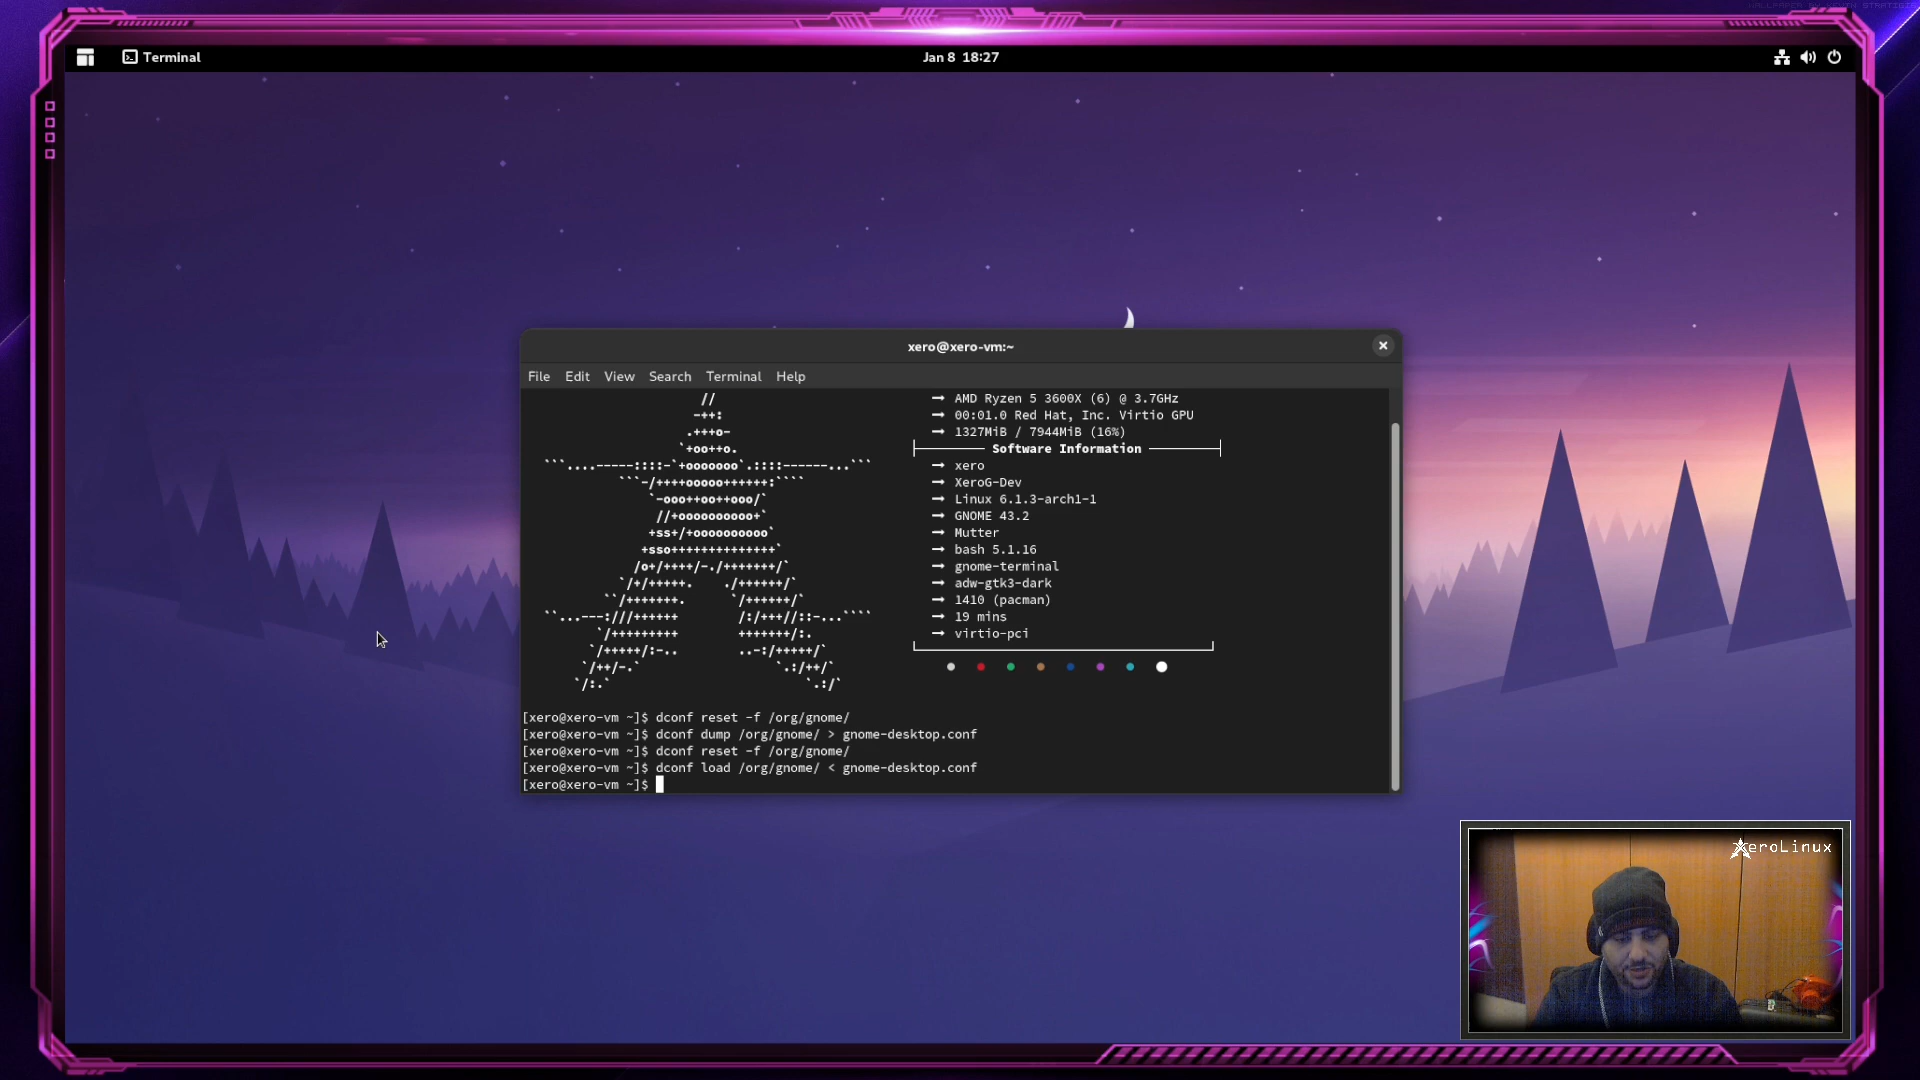 Terminal
Jan 8 18:27
xero@xero-vm:~
File Edit View Search Terminal Help
→ AMD Ryzen 5 3600X (6) @ 3.7GHz
→ 00:01.0 Red Hat, Inc. Virtio GPU
→ 1327MiB / 7944MiB (16%)
Software Information
→ xero
→ XeroG-Dev
→ Linux 6.1.3-arch1-1
→ GNOME 43.2
→ Mutter
→ bash 5.1.16
→ gnome-terminal
→ adw-gtk3-dark
→ 1410 (pacman)
→ 19 mins
→ virtio-pci
[xero@xero-vm ~]$ dconf reset -f /org/gnome/
[xero@xero-vm ~]$ dconf dump /org/gnome/ > gnome-desktop.conf
[xero@xero-vm ~]$ dconf reset -f /org/gnome/
[xero@xero-vm ~]$ dconf load /org/gnome/ < gnome-desktop.conf
[xero@xero-vm ~]$
XeroLinux